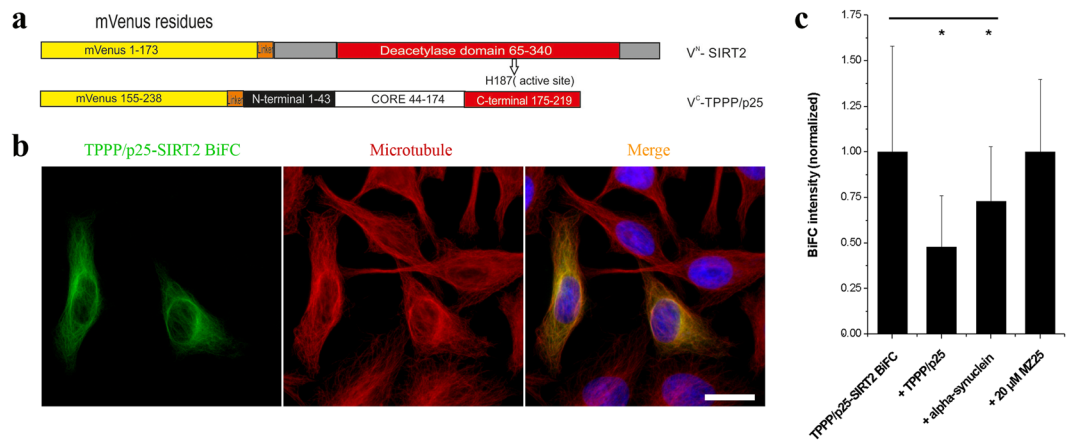 a
mVenus residues
mVenus 1-173
Linker
Deacetylase domain 65-340
V^N- SIRT2
H187( active site)
mVenus 155-238
Linker
N-terminal 1-43
CORE 44-174
C-terminal 175-219
V^C-TPPP/p25
b
TPPP/p25-SIRT2 BiFC
Microtubule
Merge
c
BiFC intensity (normalized)
1.75
1.50
1.25
1.00
0.75
0.50
0.25
0.00
* *
TPPP/p25-SIRT2 BiFC
+ TPPP/p25
+ alpha-synuclein
+ 20 µM MZ25